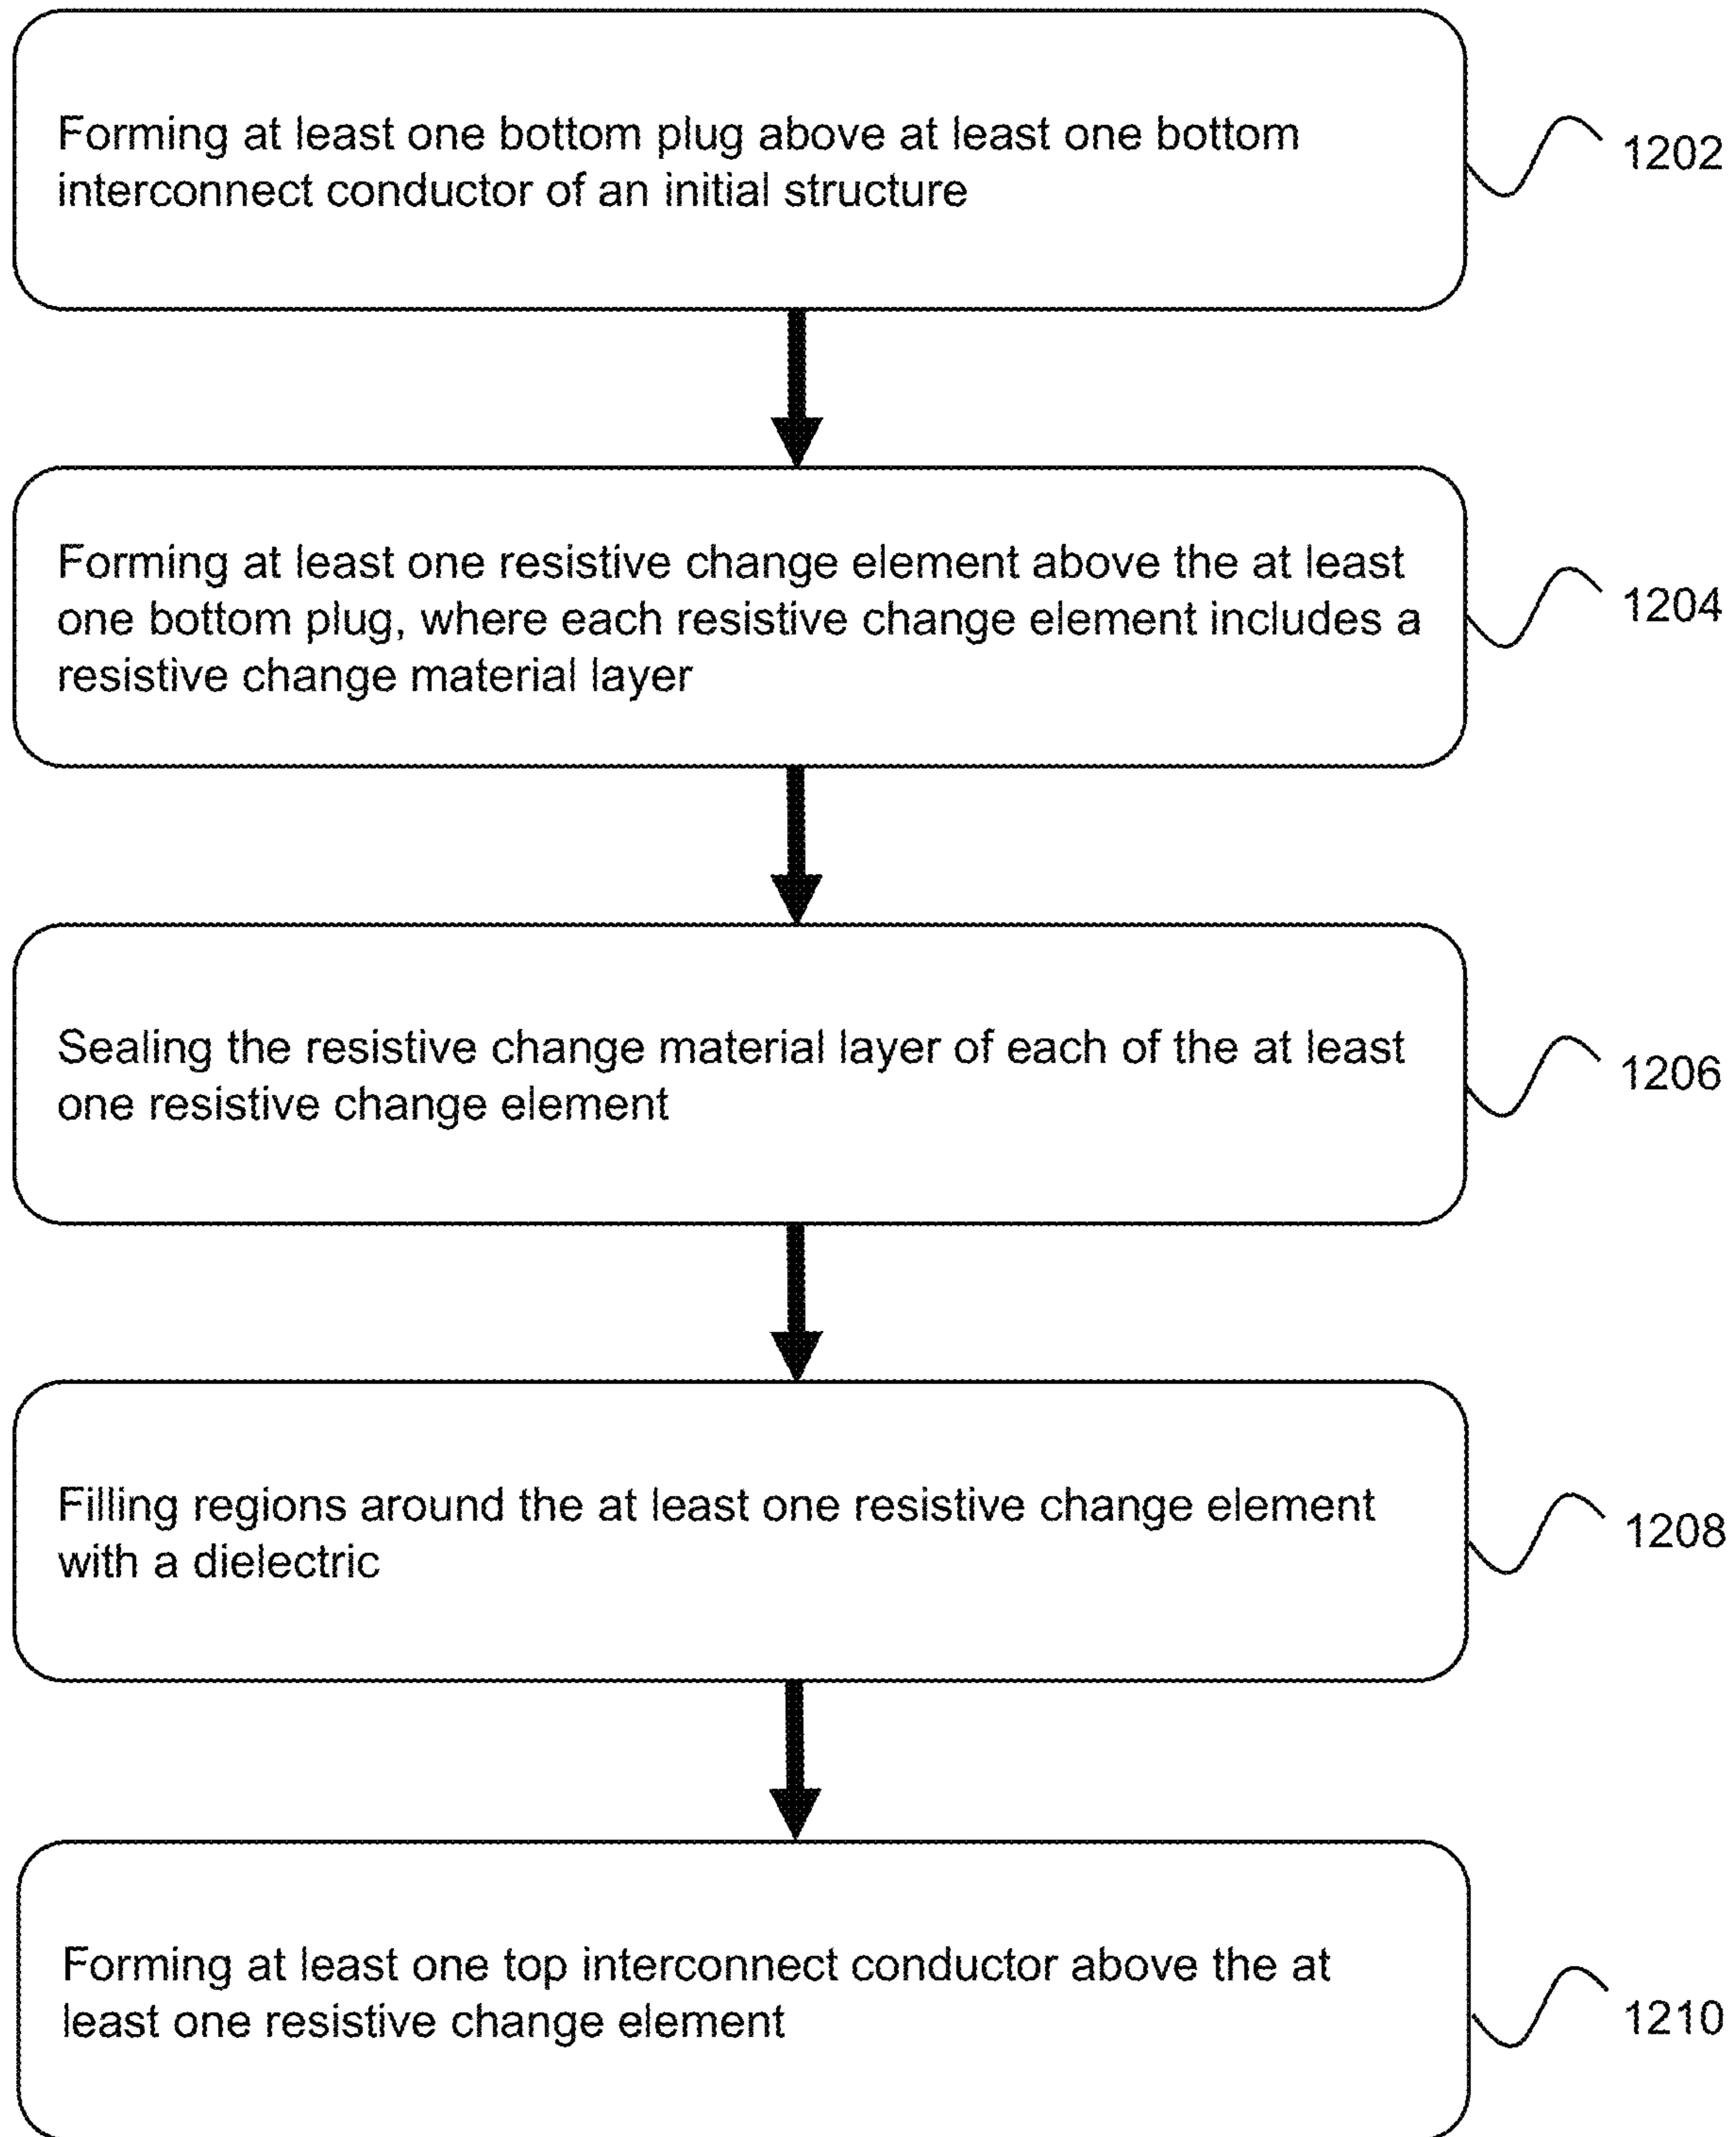 Forming at least one bottom plug above at least one bottom
interconnect conductor of an initial structure
1202
Forming at least one resistive change element above the at least
one bottom plug, where each resistive change element includes a
resistive change material layer
1204
Sealing the resistive change material layer of each of the at least
one resistive change element
1206
Filling regions around the at least one resistive change element
with a dielectric
1208
Forming at least one top interconnect conductor above the at
least one resistive change element
1210